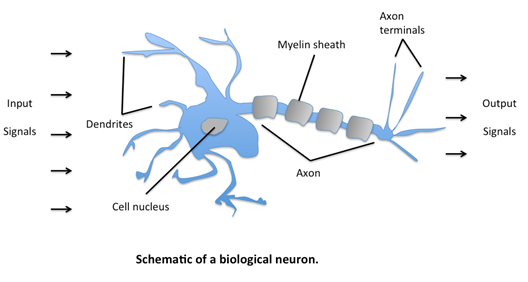 Axon
terminals
Myelin sheath
Input
Signals
Dendrites
Output
Signals
Axon
Cell nucleus
Schematic of a biological neuron.